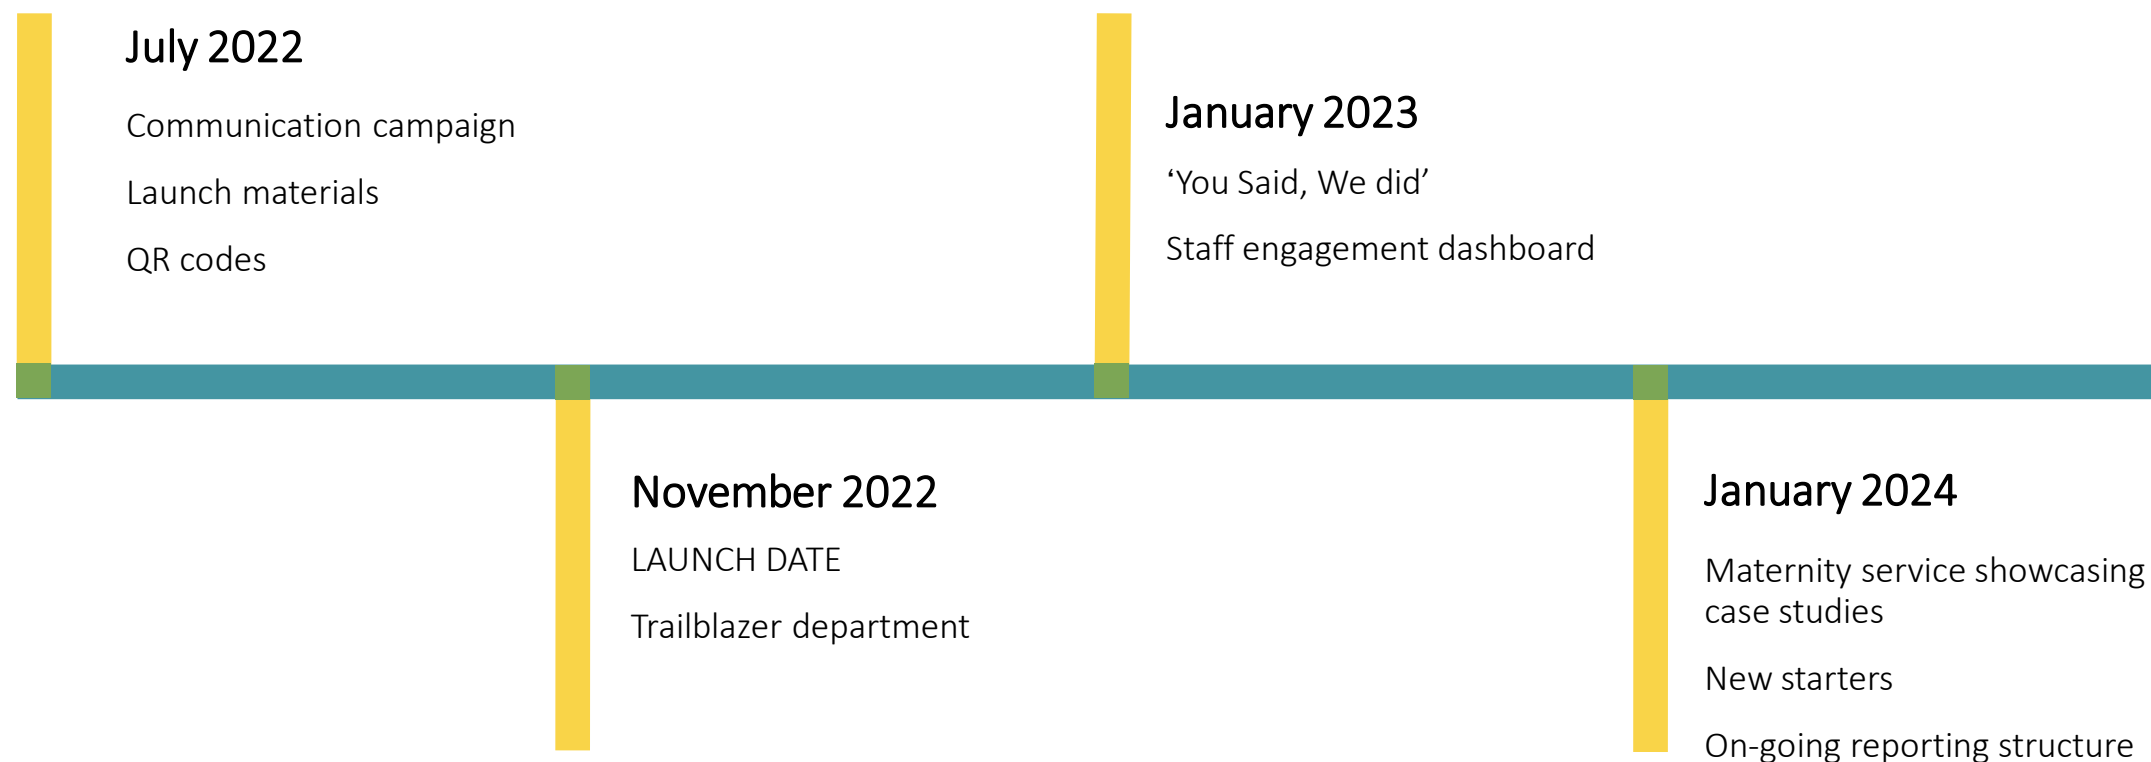 July 2022
Communication campaign
Launch materials
QR codes
November 2022
LAUNCH DATE
Trailblazer department
January 2023
‘You Said, We did’
Staff engagement dashboard
January 2024
Maternity service showcasing
case studies
New starters
On-going reporting structure